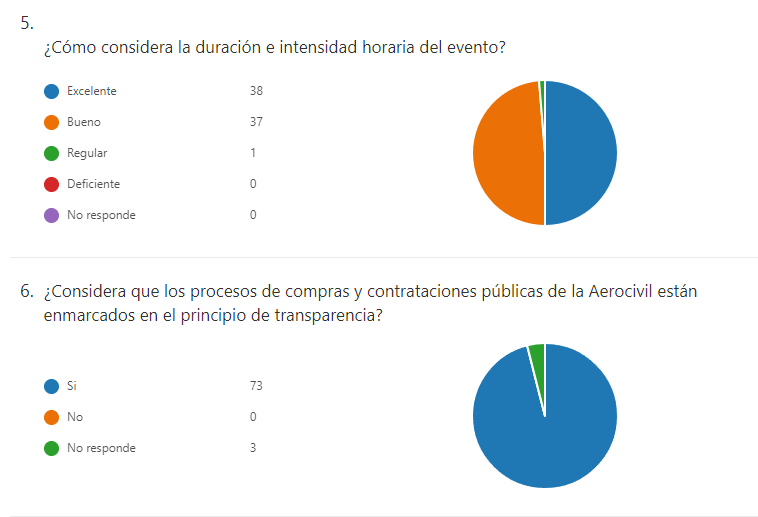 5.
¿Cómo considera la duración e intensidad horaria del evento?
Excelente 38
Bueno 37
Regular 1
Deficiente 0
No responde 0
6. ¿Considera que los procesos de compras y contrataciones públicas de la Aerocivil están
enmarcados en el principio de transparencia?
Si 73
No 0
No responde 3